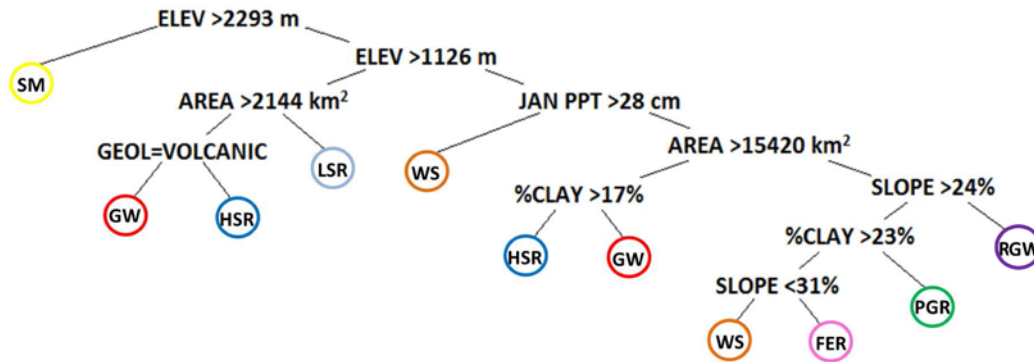 ELEV >2293 m
ELEV >1126 m
SM
AREA >2144 km²
JAN PPT >28 cm
GEOL=VOLCANIC
LSR
WS
AREA >15420 km²
%CLAY >17%
SLOPE >24%
GW
HSR
%CLAY >23%
HSR
GW
RGW
SLOPE <31%
PGR
WS
FER